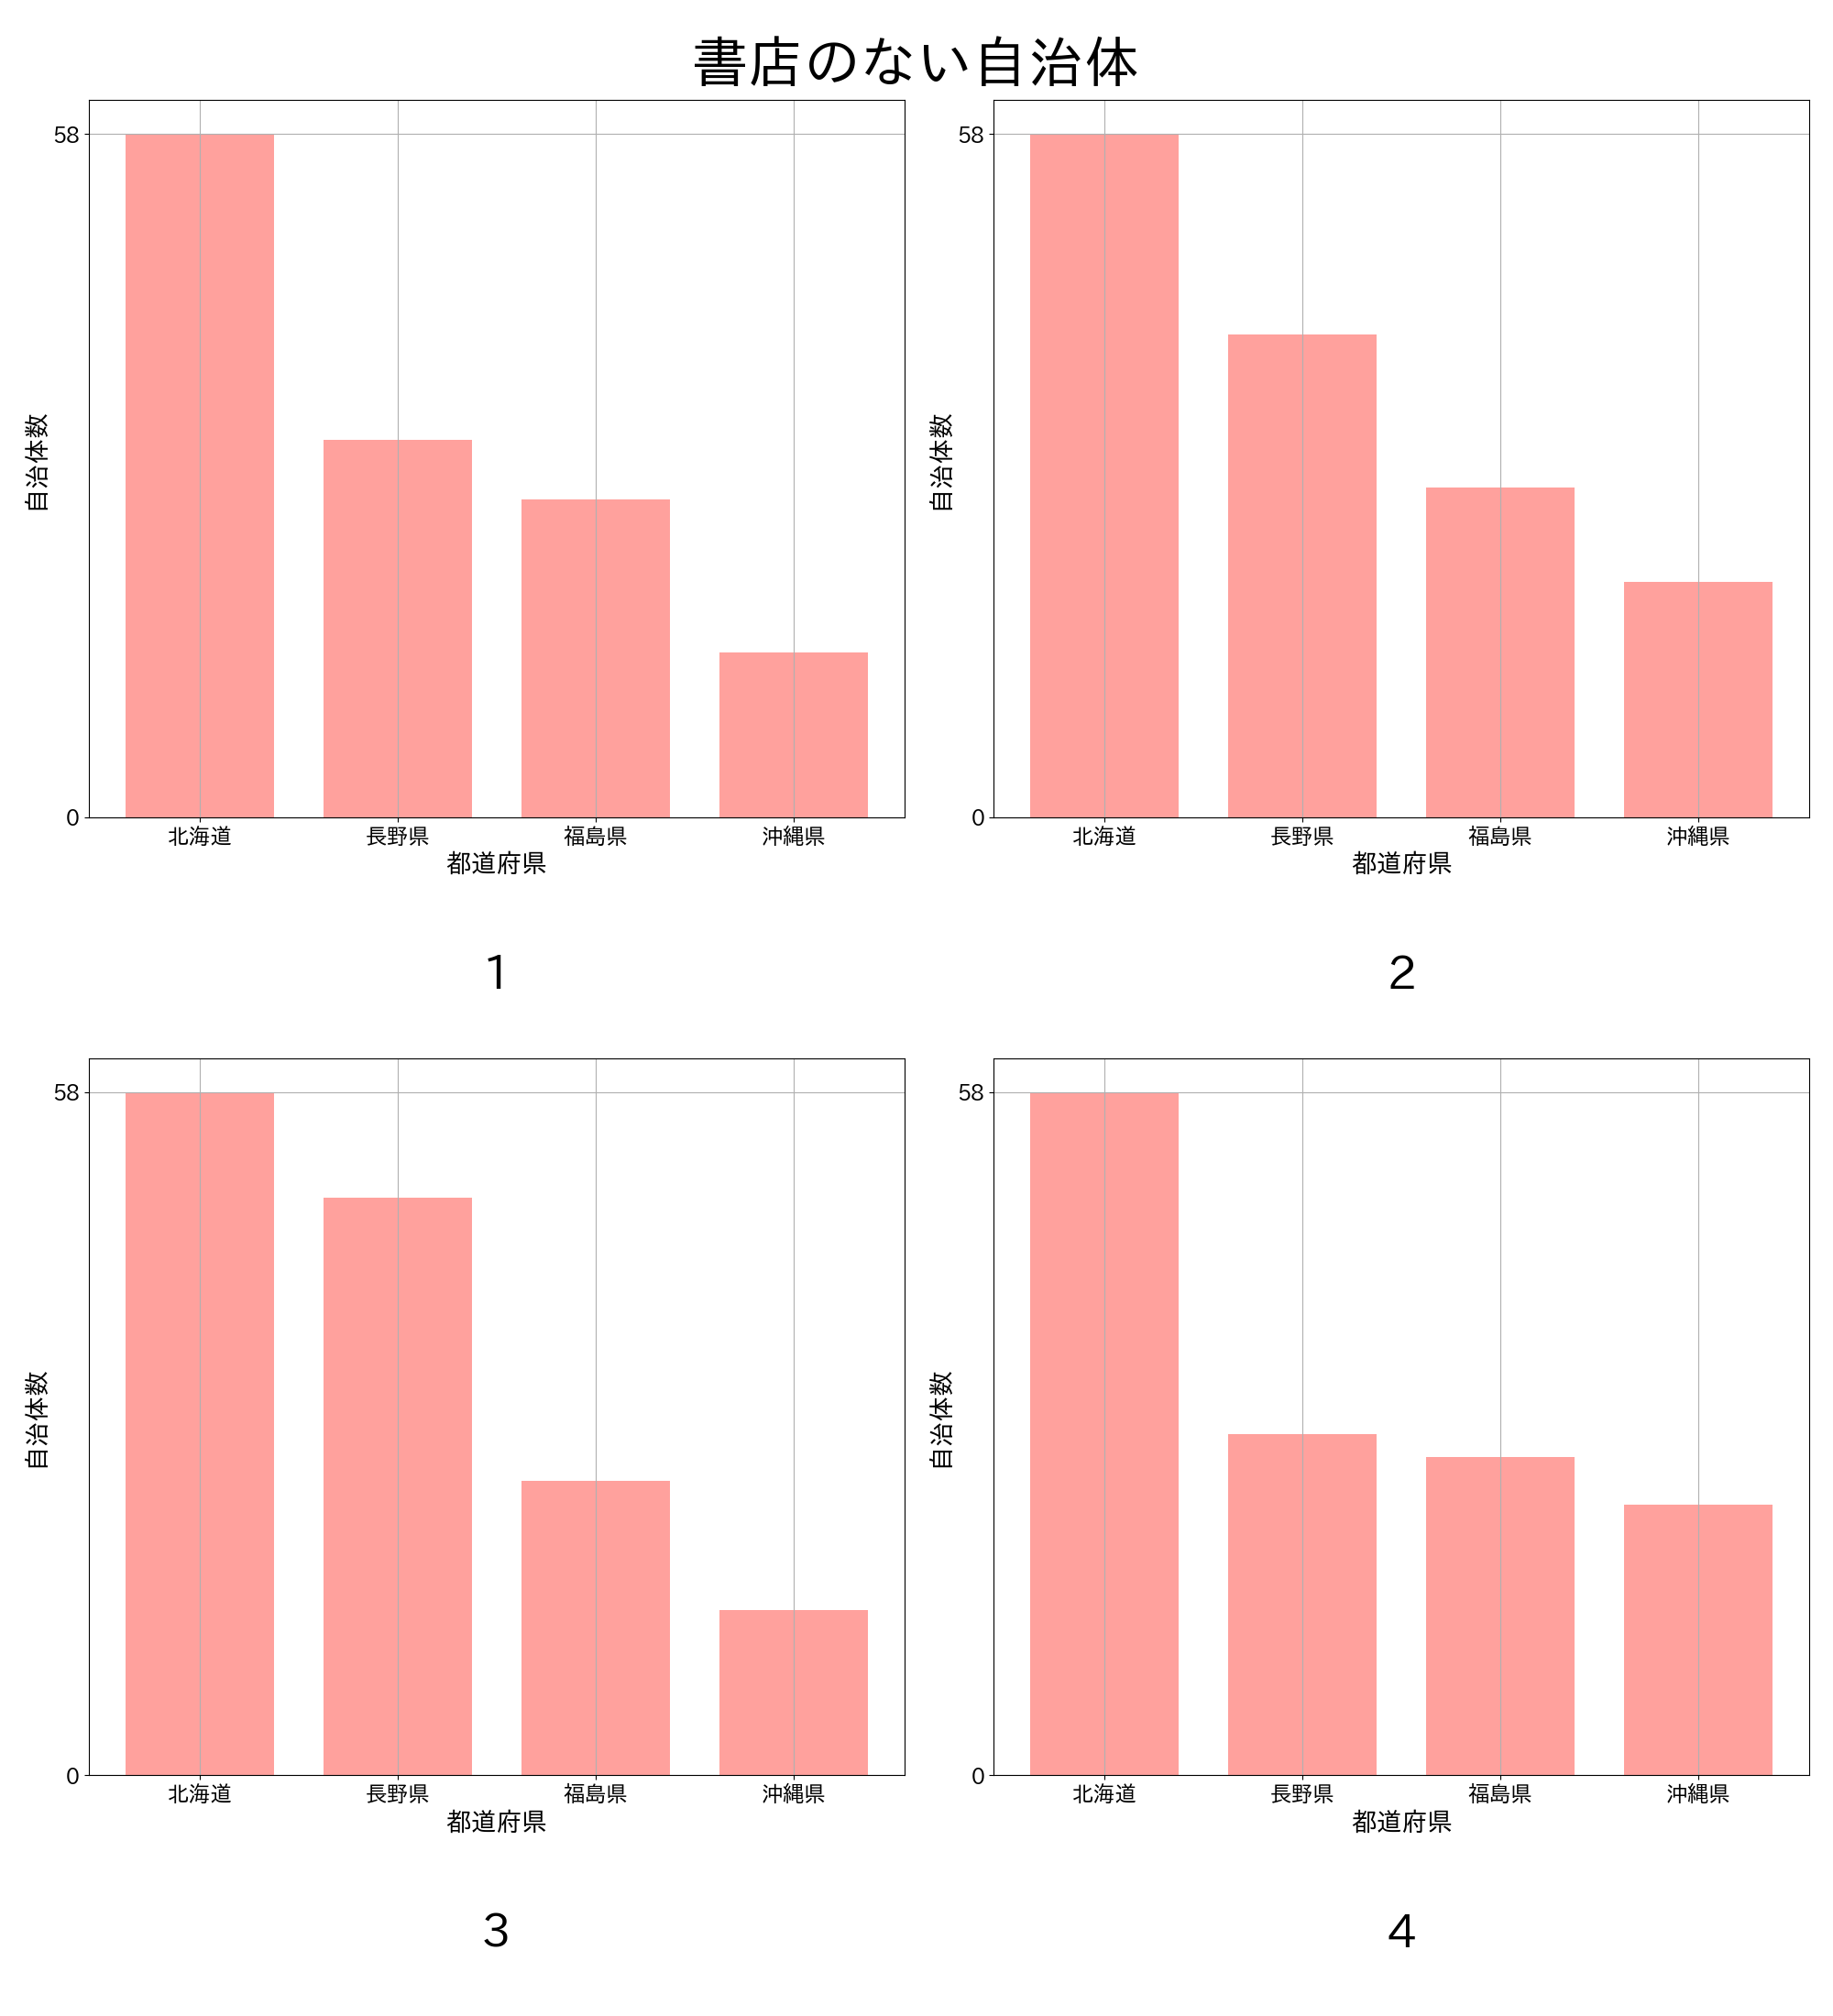 書店のない自治体
58
0
自治体数
北海道 長野県 福島県 沖縄県
都道府県
1
58
0
自治体数
北海道 長野県 福島県 沖縄県
都道府県
2
58
0
自治体数
北海道 長野県 福島県 沖縄県
都道府県
3
58
0
自治体数
北海道 長野県 福島県 沖縄県
都道府県
4